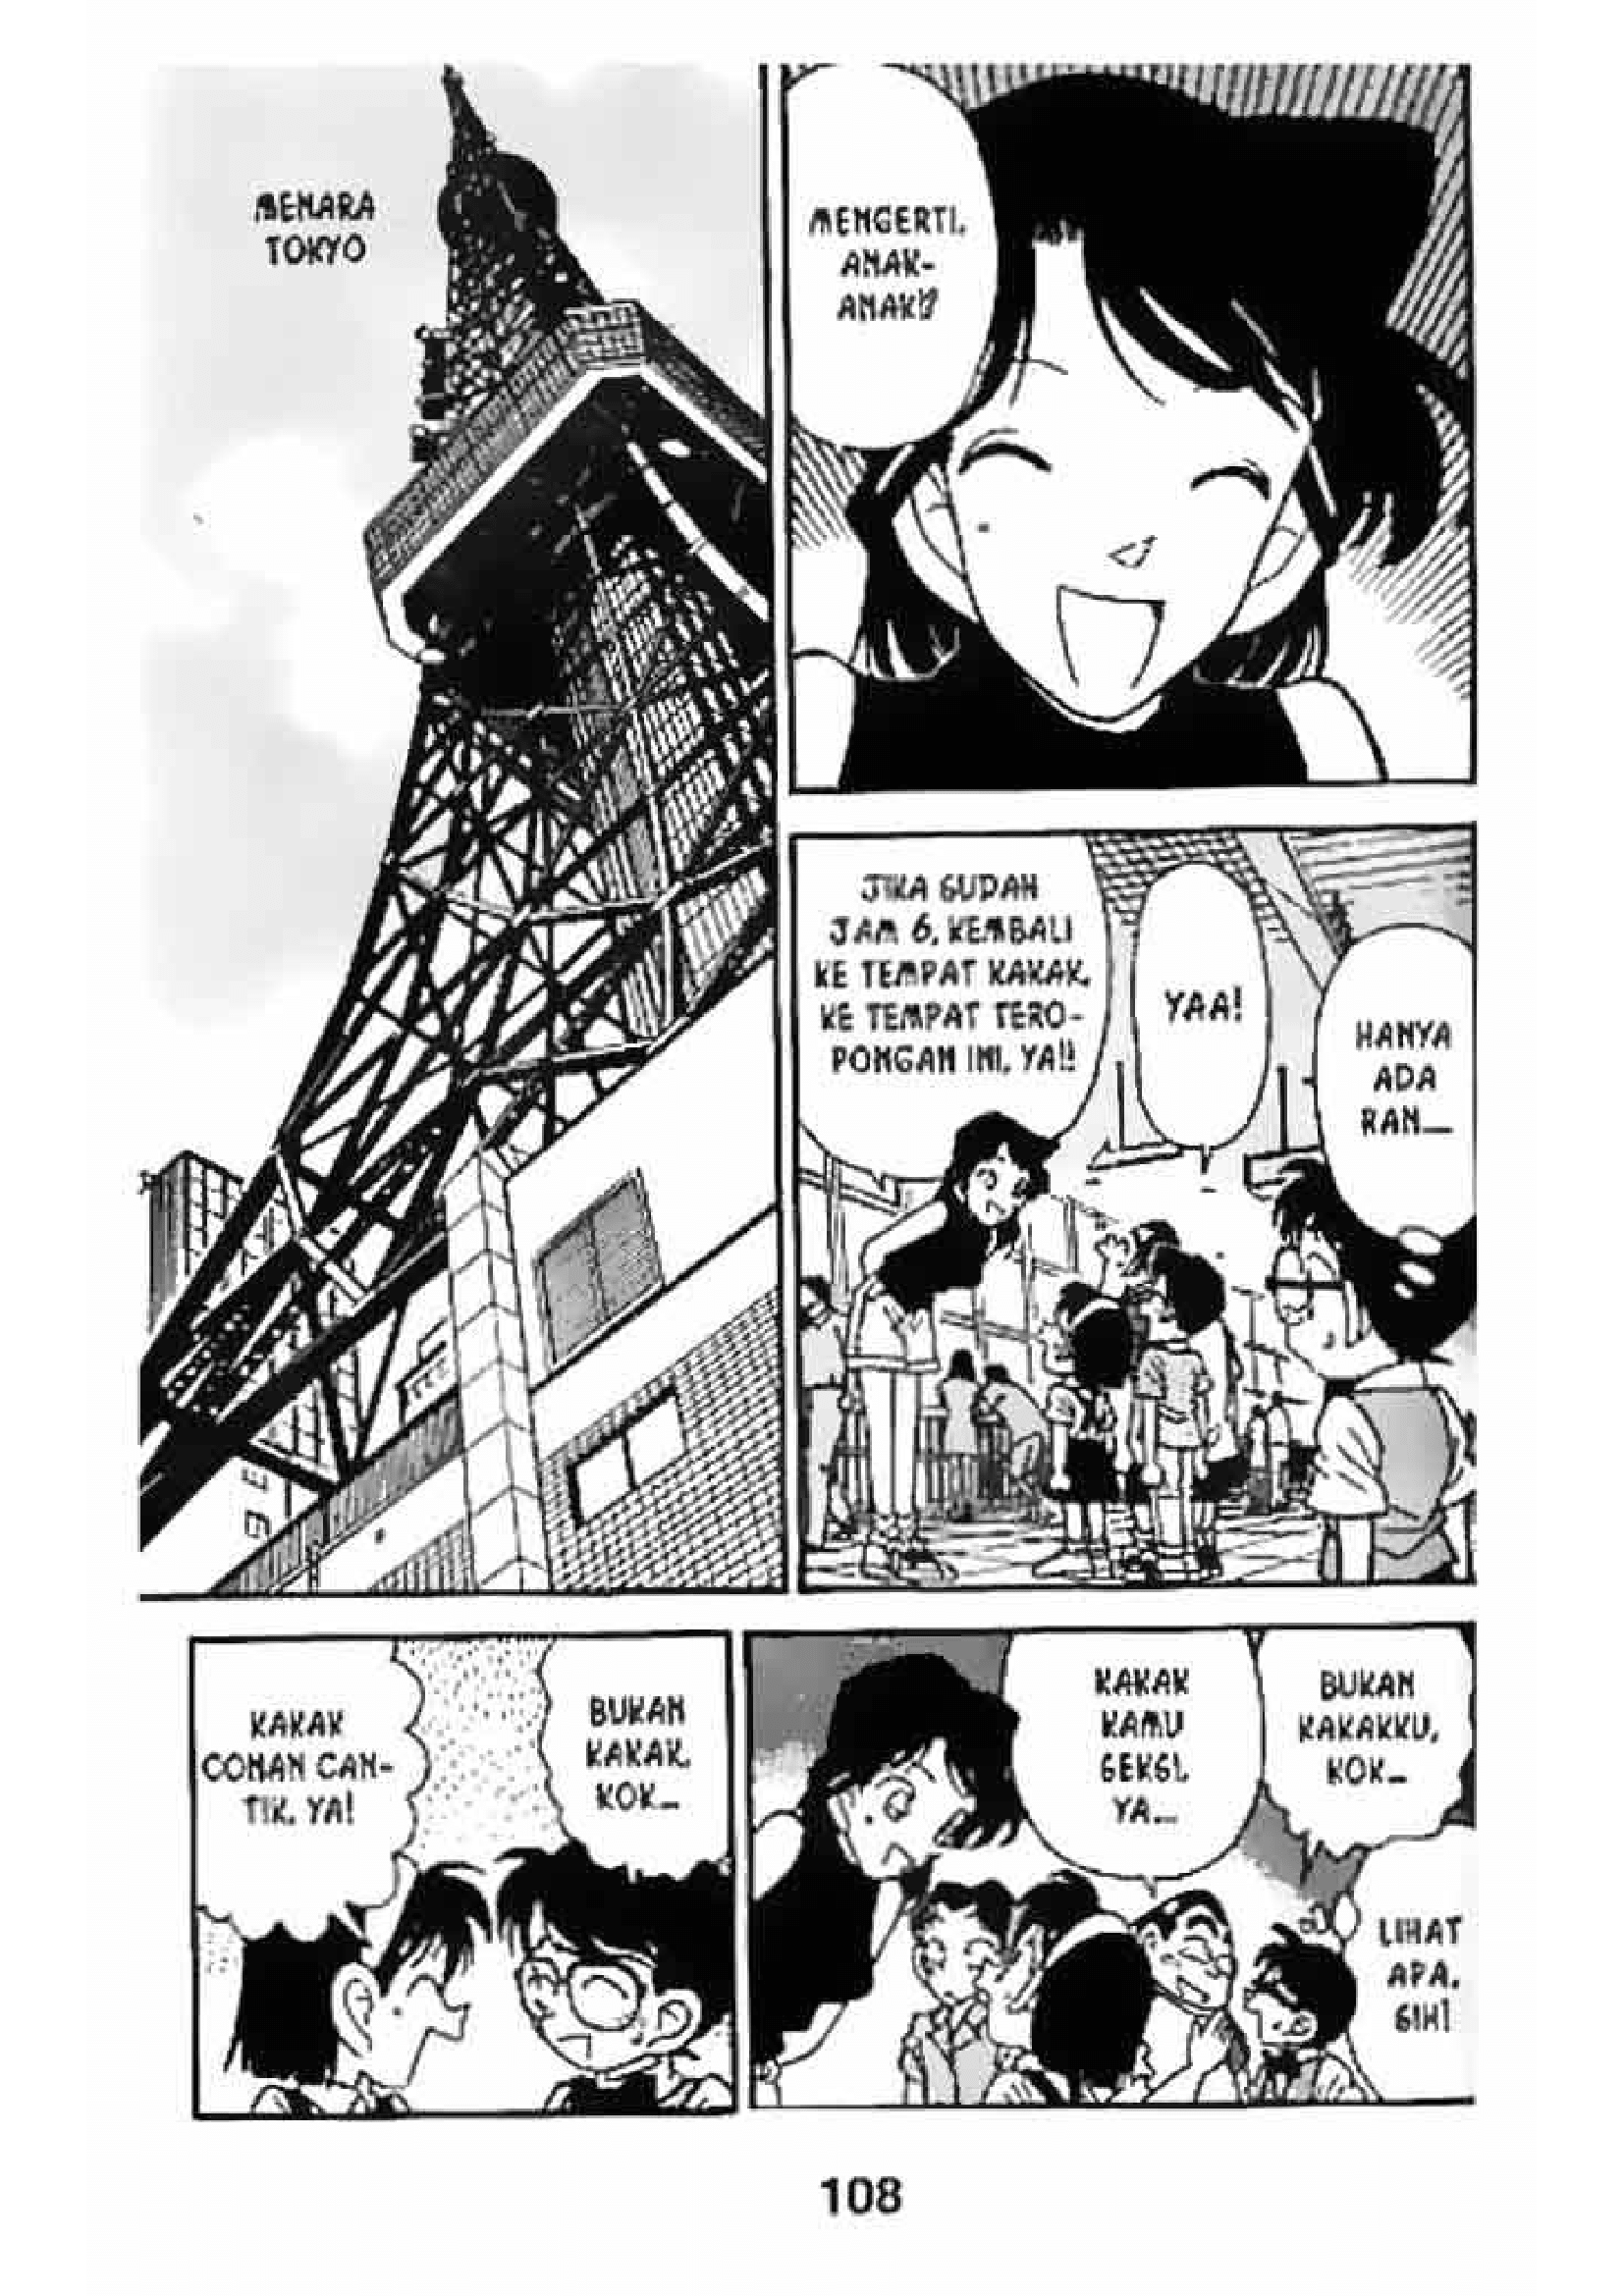 MENGERTI,
ANAK-
ANAK!?
MENARA
TOKYO
HANYA
ADA
RAN...
YAA!
JIKA SUDAH
JAM 6, KEMBALI
KE TEMPAT KAKAK,
KE TEMPAT TERO-
PONGAN INI, YA!!
BUKAN
KAKAKKU,
KOK...
KAKAK
KAMU
SEKSI,
YA...
LIHAT
APA,
SIH!
BUKAN
KAKAK,
KOK...
KAKAK
CONAN CAN-
TIK, YA!
108